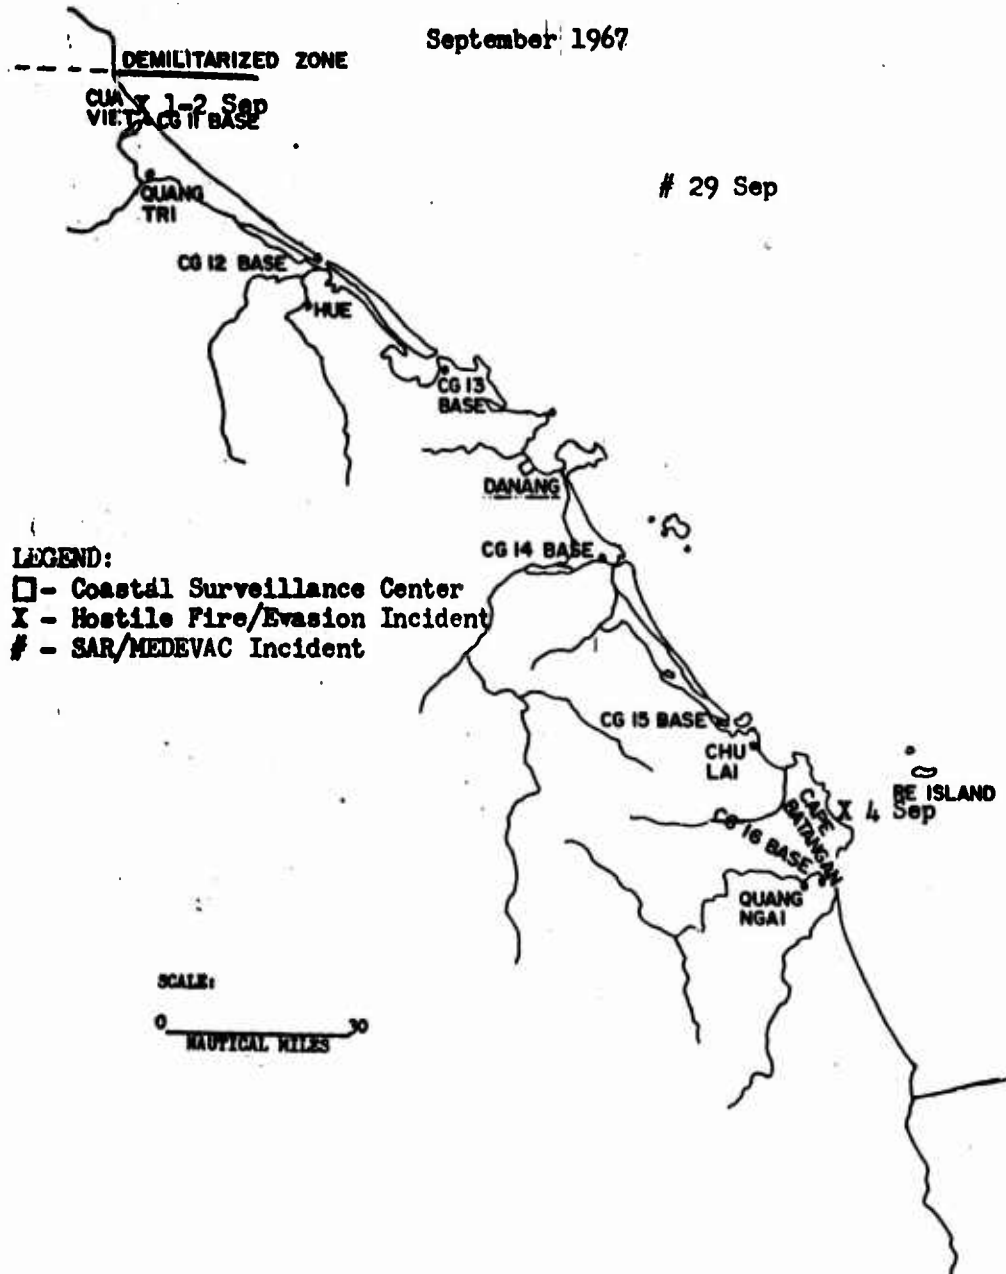 September 1967
DEMILITARIZED ZONE
CUA X 1-2 Sep
VIET CG 11 BASE
# 29 Sep
QUANG
TRI
CG 12 BASE
HUE
CG 13
BASE
DANANG
CG 14 BASE
LEGEND:
□ - Coastal Surveillance Center
X - Hostile Fire/Evasion Incident
# - SAR/MEDEVAC Incident
CG 15 BASE
CHU
LAI
RE ISLAND
X 4 Sep
CAPE
BATANGAN
CG 16 BASE
QUANG
NGAI
SCALE:
0 30
NAUTICAL MILES